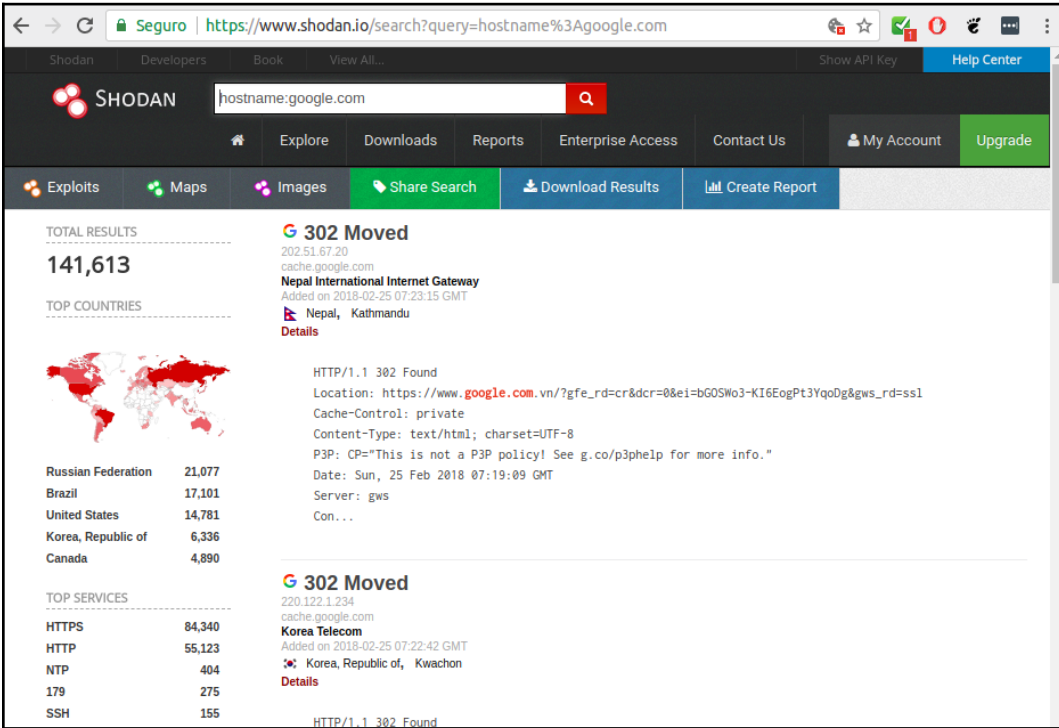 Seguro https://www.shodan.io/search?query=hostname%3Agoogle.com
1
Shodan Developers Book View All... Show API Key Help Center
SHODAN hostname:google.com
Explore Downloads Reports Enterprise Access Contact Us My Account Upgrade
Exploits Maps Images Share Search Download Results Create Report
TOTAL RESULTS
141,613
TOP COUNTRIES
Russian Federation 21,077
Brazil 17,101
United States 14,781
Korea, Republic of 6,336
Canada 4,890
TOP SERVICES
HTTPS 84,340
HTTP 55,123
NTP 404
179 275
SSH 155
302 Moved
202.51.67.20
cache.google.com
Nepal International Internet Gateway
Added on 2018-02-25 07:23:15 GMT
Nepal, Kathmandu
Details
HTTP/1.1 302 Found
Location: https://www.google.com.vn/?gfe_rd=cr&dcr=0&ei=bGOSWo3-KI6EogPt3YqoDg&gws_rd=ssl
Cache-Control: private
Content-Type: text/html; charset=UTF-8
P3P: CP="This is not a P3P policy! See g.co/p3phelp for more info."
Date: Sun, 25 Feb 2018 07:19:09 GMT
Server: gws
Con...
302 Moved
220.122.1.234
cache.google.com
Korea Telecom
Added on 2018-02-25 07:22:42 GMT
Korea, Republic of, Kwachon
Details
HTTP/1.1 302 Found